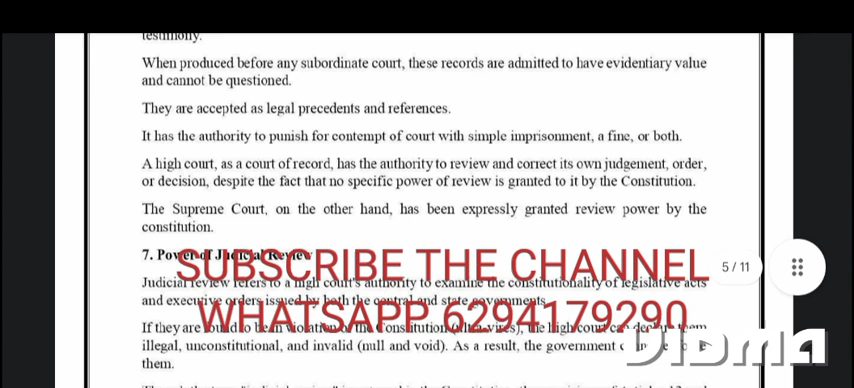 testimony.
When produced before any subordinate court, these records are admitted to have evidentiary value
and cannot be questioned.
They are accepted as legal precedents and references.
It has the authority to punish for contempt of court with simple imprisonment, a fine, or both.
A high court, as a court of record, has the authority to review and correct its own judgement, order,
or decision, despite the fact that no specific power of review is granted to it by the Constitution.
The Supreme Court, on the other hand, has been expressly granted review power by the
constitution.
7. Power of Judicial Review
SUBSCRIBE THE CHANNEL
5/11
Judicial review refers to a high court's authority to examine the constitutionality of legislative acts
and executive orders issued by both the central and state governments.
WHATSAPP 6294179290
If they are found to be in violation of the Constitution (ultra-vires), the high court can declare them
illegal, unconstitutional, and invalid (null and void). As a result, the government
them.